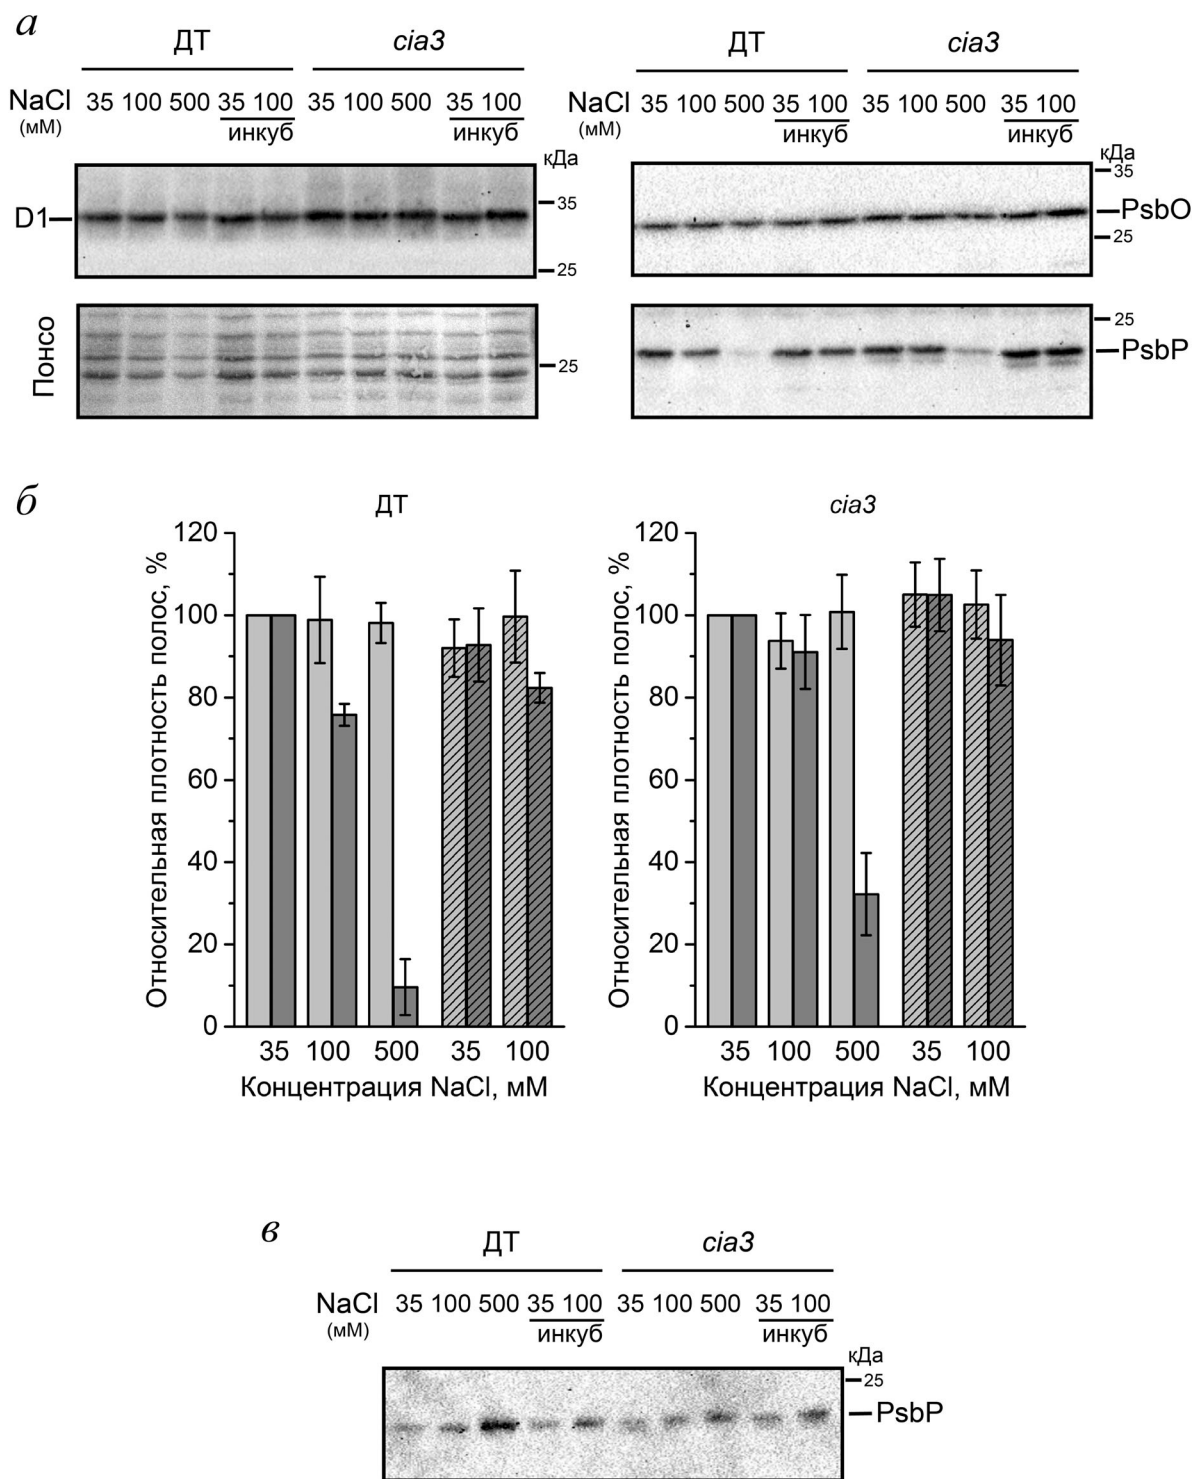 а
ДТ cia3
NaCl 35 100 500 35 100 35 100 500 35 100
(мМ) инкуб инкуб
кДа
D1 35
25
Понсо
25
ДТ cia3
NaCl 35 100 500 35 100 35 100 500 35 100
(мМ) инкуб инкуб
кДа
35
PsbO
25
25
PsbP
б
ДТ
Относительная плотность полос, %
120
100
80
60
40
20
0
35 100 500 35 100
Концентрация NaCl, мМ
cia3
Относительная плотность полос, %
120
100
80
60
40
20
0
35 100 500 35 100
Концентрация NaCl, мМ
в
ДТ cia3
NaCl 35 100 500 35 100 35 100 500 35 100
(мМ) инкуб инкуб
кДа
25
PsbP